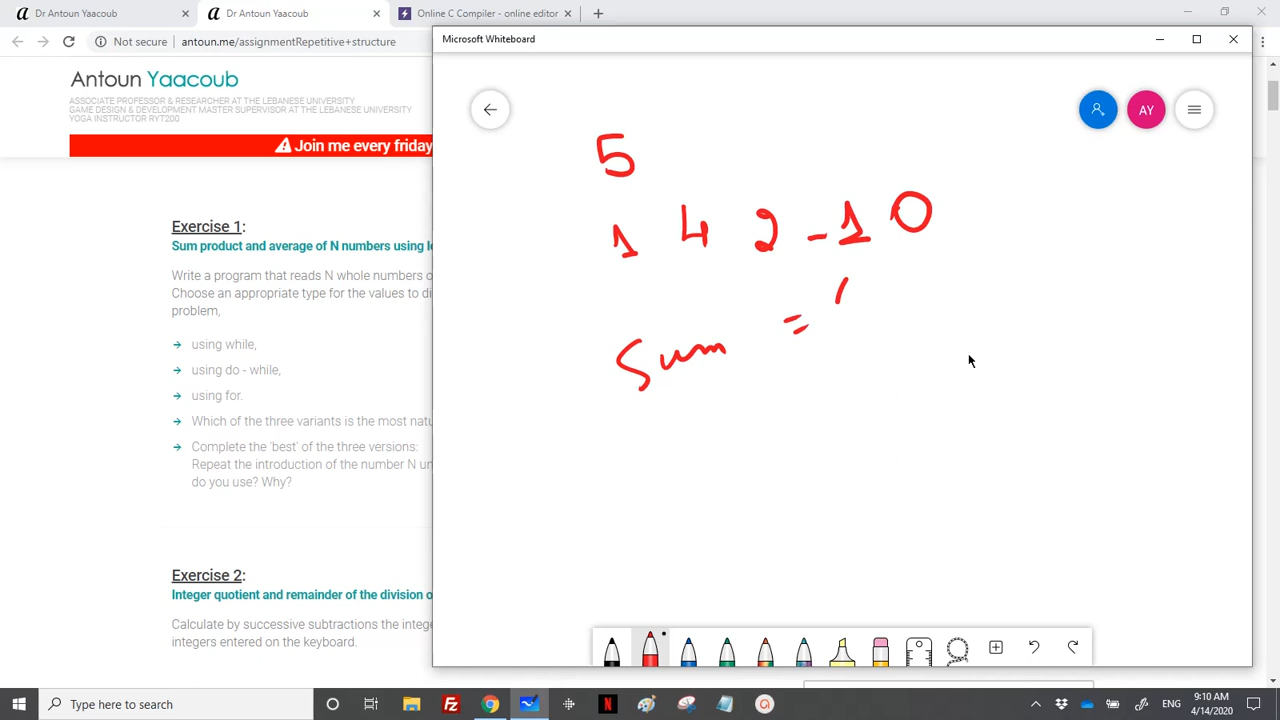 Dr Antoun Yaacoub
Dr Antoun Yaacoub
Online C Compiler - online editor
Not secure
antoun.me/assignmentRepetitive+structure
Microsoft Whiteboard
Antoun Yaacoub
ASSOCIATE PROFESSOR & RESEARCHER AT THE LEBANESE UNIVERSITY
GAME DESIGN & DEVELOPMENT MASTER SUPERVISOR AT THE LEBANESE UNIVERSITY
YOGA INSTRUCTOR RYT200
Join me every friday
AY
5
1 4 2 -1 0
Sum =
Exercise 1:
Sum product and average of N numbers using
Write a program that reads N whole numbers
Choose an appropriate type for the values to
problem,
using while,
using do - while,
using for.
Which of the three variants is the most
Complete the 'best' of the three versions:
Repeat the introduction of the number N
do you use? Why?
Exercise 2:
Integer quotient and remainder of the division
Calculate by successive subtractions the
integers entered on the keyboard.
Type here to search
ENG
9:10 AM
4/14/2020